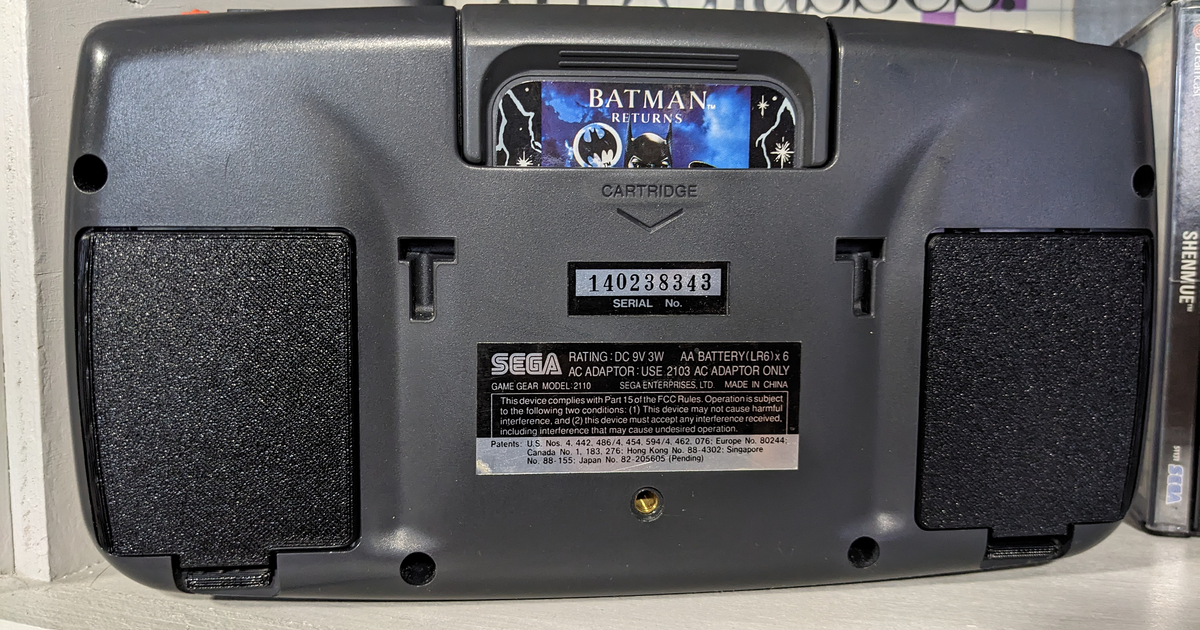 BATMAN™
RETURNS
CARTRIDGE
140238343
SERIAL No.
SEGA
RATING : DC 9V 3W AA BATTERY(LR6)x 6
AC ADAPTOR : USE 2103 AC ADAPTOR ONLY
GAME GEAR MODEL:2110 SEGA ENTERPRISES, LTD MADE IN CHINA
This device complies with Part 15 of the FCC Rules. Operation is subject
to the following two conditions: (1) This device may not cause harmful
interference, and (2) this device must accept any interference received,
including interference that may cause undesired operation.
Patents: U.S. Nos. 4, 442, 486/4, 454, 594/4, 462, 076; Europe No. 80244;
Canada No. 1, 183, 276; Hong Kong No. 88-4302; Singapore
No. 88-155; Japan No. 82-205605 (Pending)
SHENMUE™
SEGA